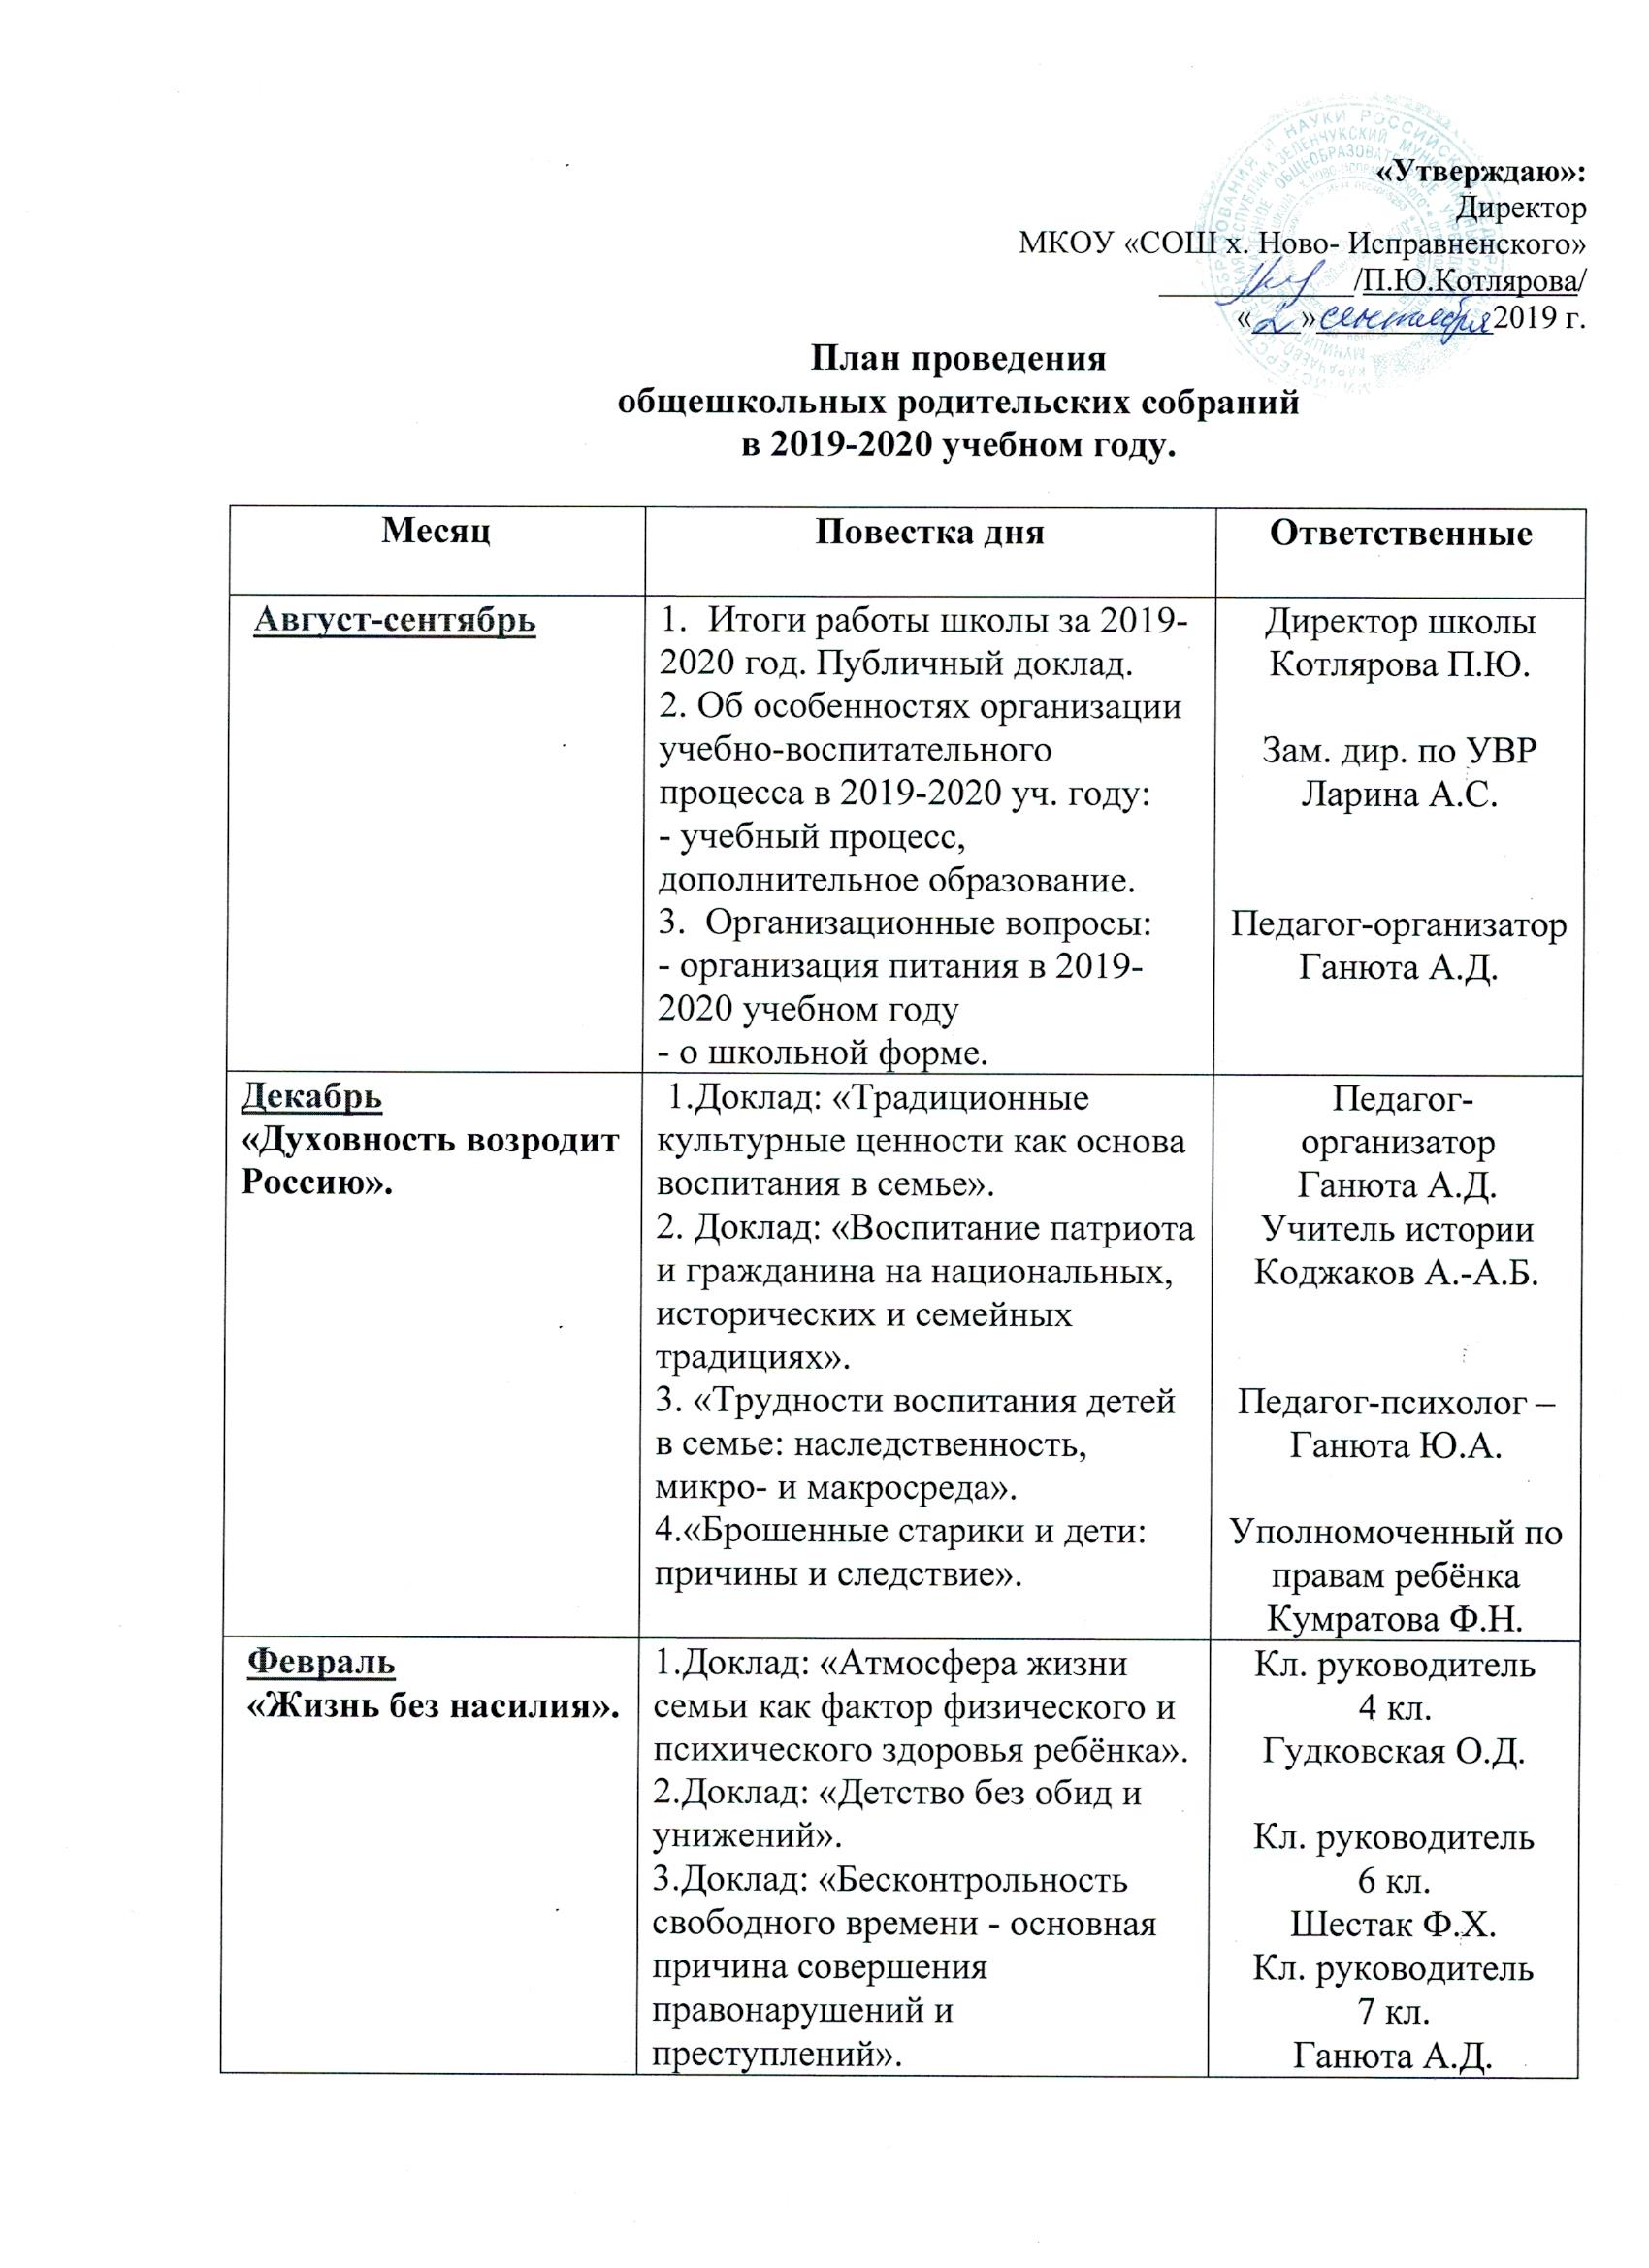 «Утверждаю»:
Директор
МКОУ «СОШ х. Ново- Исправненского»
/П.Ю.Котлярова/
«2» сентября 2019 г.
План проведения
общешкольных родительских собраний
в 2019-2020 учебном году.
Месяц
Повестка дня
Ответственные
Август-сентябрь
1. Итоги работы школы за 2019-
2020 год. Публичный доклад.
2. Об особенностях организации
учебно-воспитательного
процесса в 2019-2020 уч. году:
- учебный процесс,
дополнительное образование.
3. Организационные вопросы:
- организация питания в 2019-
2020 учебном году
- о школьной форме.
Директор школы
Котлярова П.Ю.
Зам. дир. по УВР
Ларина А.С.
Педагог-организатор
Ганюта А.Д.
Декабрь
«Духовность возродит
Россию».
1.Доклад: «Традиционные
культурные ценности как основа
воспитания в семье».
2. Доклад: «Воспитание патриота
и гражданина на национальных,
исторических и семейных
традициях».
3. «Трудности воспитания детей
в семье: наследственность,
микро- и макросреда».
4.«Брошенные старики и дети:
причины и следствие».
Педагог-
организатор
Ганюта А.Д.
Учитель истории
Коджаков А.-А.Б.
Педагог-психолог –
Ганюта Ю.А.
Уполномоченный по
правам ребёнка
Кумратова Ф.Н.
Февраль
«Жизнь без насилия».
1.Доклад: «Атмосфера жизни
семьи как фактор физического и
психического здоровья ребёнка».
2.Доклад: «Детство без обид и
унижений».
3.Доклад: «Бесконтрольность
свободного времени - основная
причина совершения
правонарушений и
преступлений».
Кл. руководитель
4 кл.
Гудковская О.Д.
Кл. руководитель
6 кл.
Шестак Ф.Х.
Кл. руководитель
7 кл.
Ганюта А.Д.